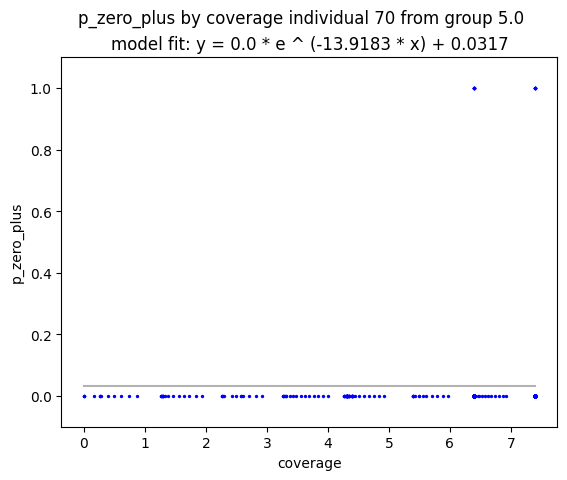 p_zero_plus by coverage individual 70 from group 5.0
model fit: y = 0.0 * e ^ (-13.9183 * x) + 0.0317
1.0
0.8
0.6
0.4
0.2
0.0
p_zero_plus
0 1 2 3 4 5 6 7
coverage